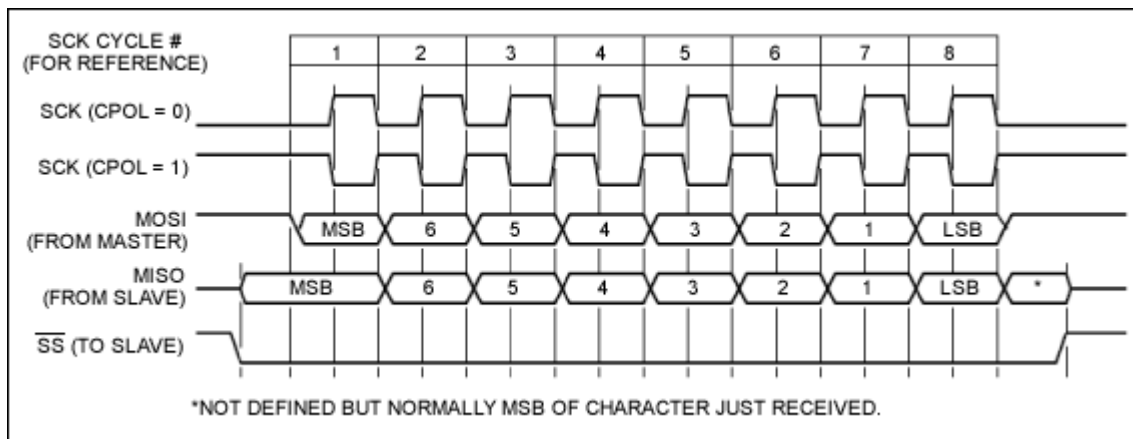 SCK CYCLE #
(FOR REFERENCE)
1 2 3 4 5 6 7 8
SCK (CPOL = 0)
SCK (CPOL = 1)
MOSI
(FROM MASTER)
MSB 6 5 4 3 2 1 LSB
MISO
(FROM SLAVE)
MSB 6 5 4 3 2 1 LSB *
S̅S̅ (TO SLAVE)
*NOT DEFINED BUT NORMALLY MSB OF CHARACTER JUST RECEIVED.